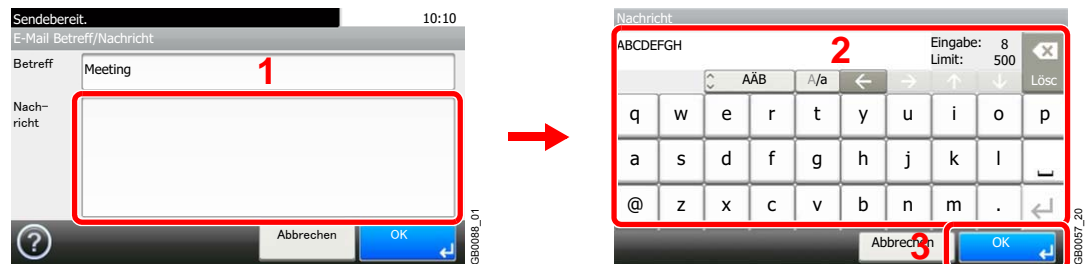 Sendebereit. 10:10
E-Mail Betreff/Nachricht
Betreff Meeting 1
Nach-
richt
Abbrechen OK
GB0088_01
Nachricht
ABCDEFGH 2 Eingabe: 8
Limit: 500
AÄB A/a Lösc
q w e r t y u i o p
a s d f g h j k l
@ z x c v b n m .
Abbrechen 3 OK
GB0057_20